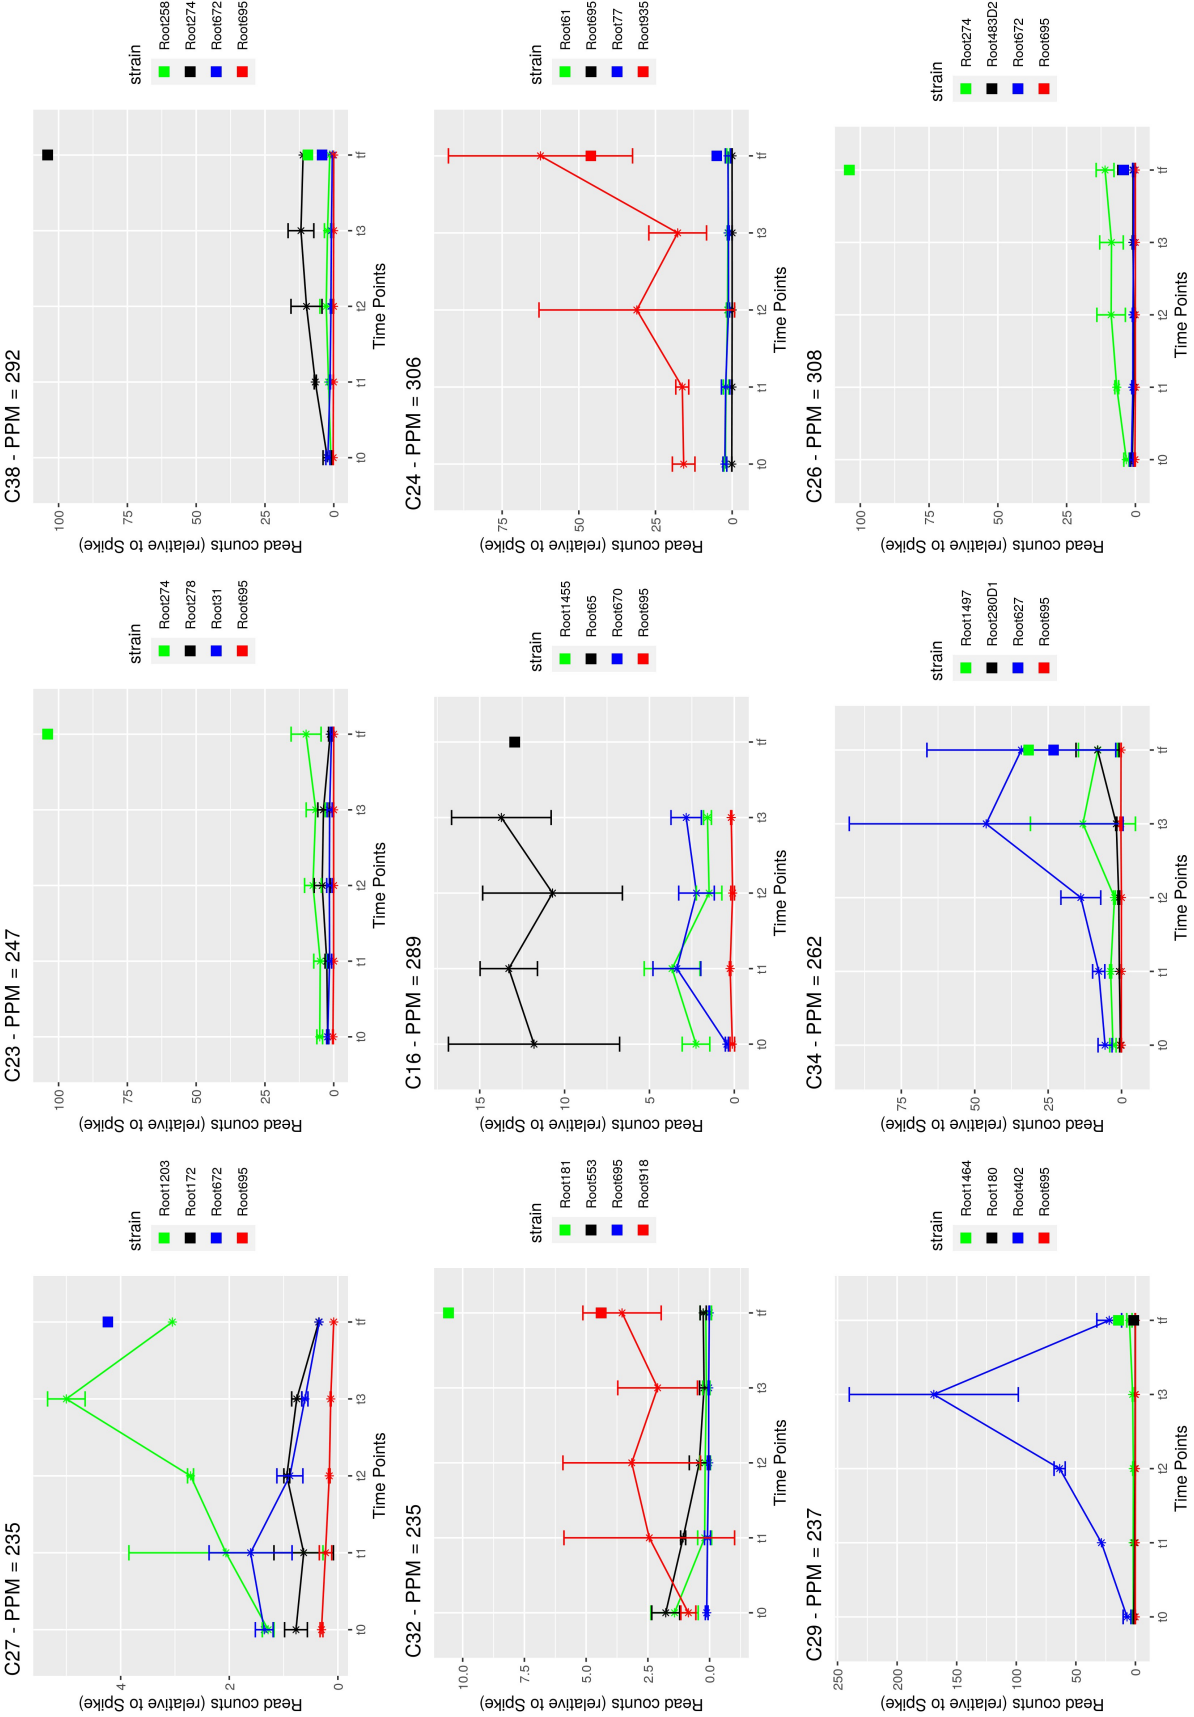 C27 - PPM = 235
Read counts (relative to Spike)
0
2
4
t0
t1
t2
t3
tf
Time Points
strain
Root1203
Root172
Root672
Root695
C23 - PPM = 247
Read counts (relative to Spike)
0
25
50
75
100
t0
t1
t2
t3
tf
Time Points
strain
Root274
Root278
Root31
Root695
C38 - PPM = 292
Read counts (relative to Spike)
0
25
50
75
100
t0
t1
t2
t3
tf
Time Points
strain
Root258
Root274
Root672
Root695
C32 - PPM = 235
Read counts (relative to Spike)
0.0
2.5
5.0
7.5
10.0
t0
t1
t2
t3
tf
Time Points
strain
Root181
Root553
Root695
Root918
C16 - PPM = 289
Read counts (relative to Spike)
0
5
10
15
t0
t1
t2
t3
tf
Time Points
strain
Root1455
Root65
Root670
Root695
C24 - PPM = 306
Read counts (relative to Spike)
0
25
50
75
t0
t1
t2
t3
tf
Time Points
strain
Root61
Root695
Root77
Root935
C29 - PPM = 237
Read counts (relative to Spike)
0
50
100
150
200
250
t0
t1
t2
t3
tf
Time Points
strain
Root1464
Root180
Root402
Root695
C34 - PPM = 262
Read counts (relative to Spike)
0
25
50
75
t0
t1
t2
t3
tf
Time Points
strain
Root1497
Root280D1
Root627
Root695
C26 - PPM = 308
Read counts (relative to Spike)
0
25
50
75
100
t0
t1
t2
t3
tf
Time Points
strain
Root274
Root483D2
Root672
Root695